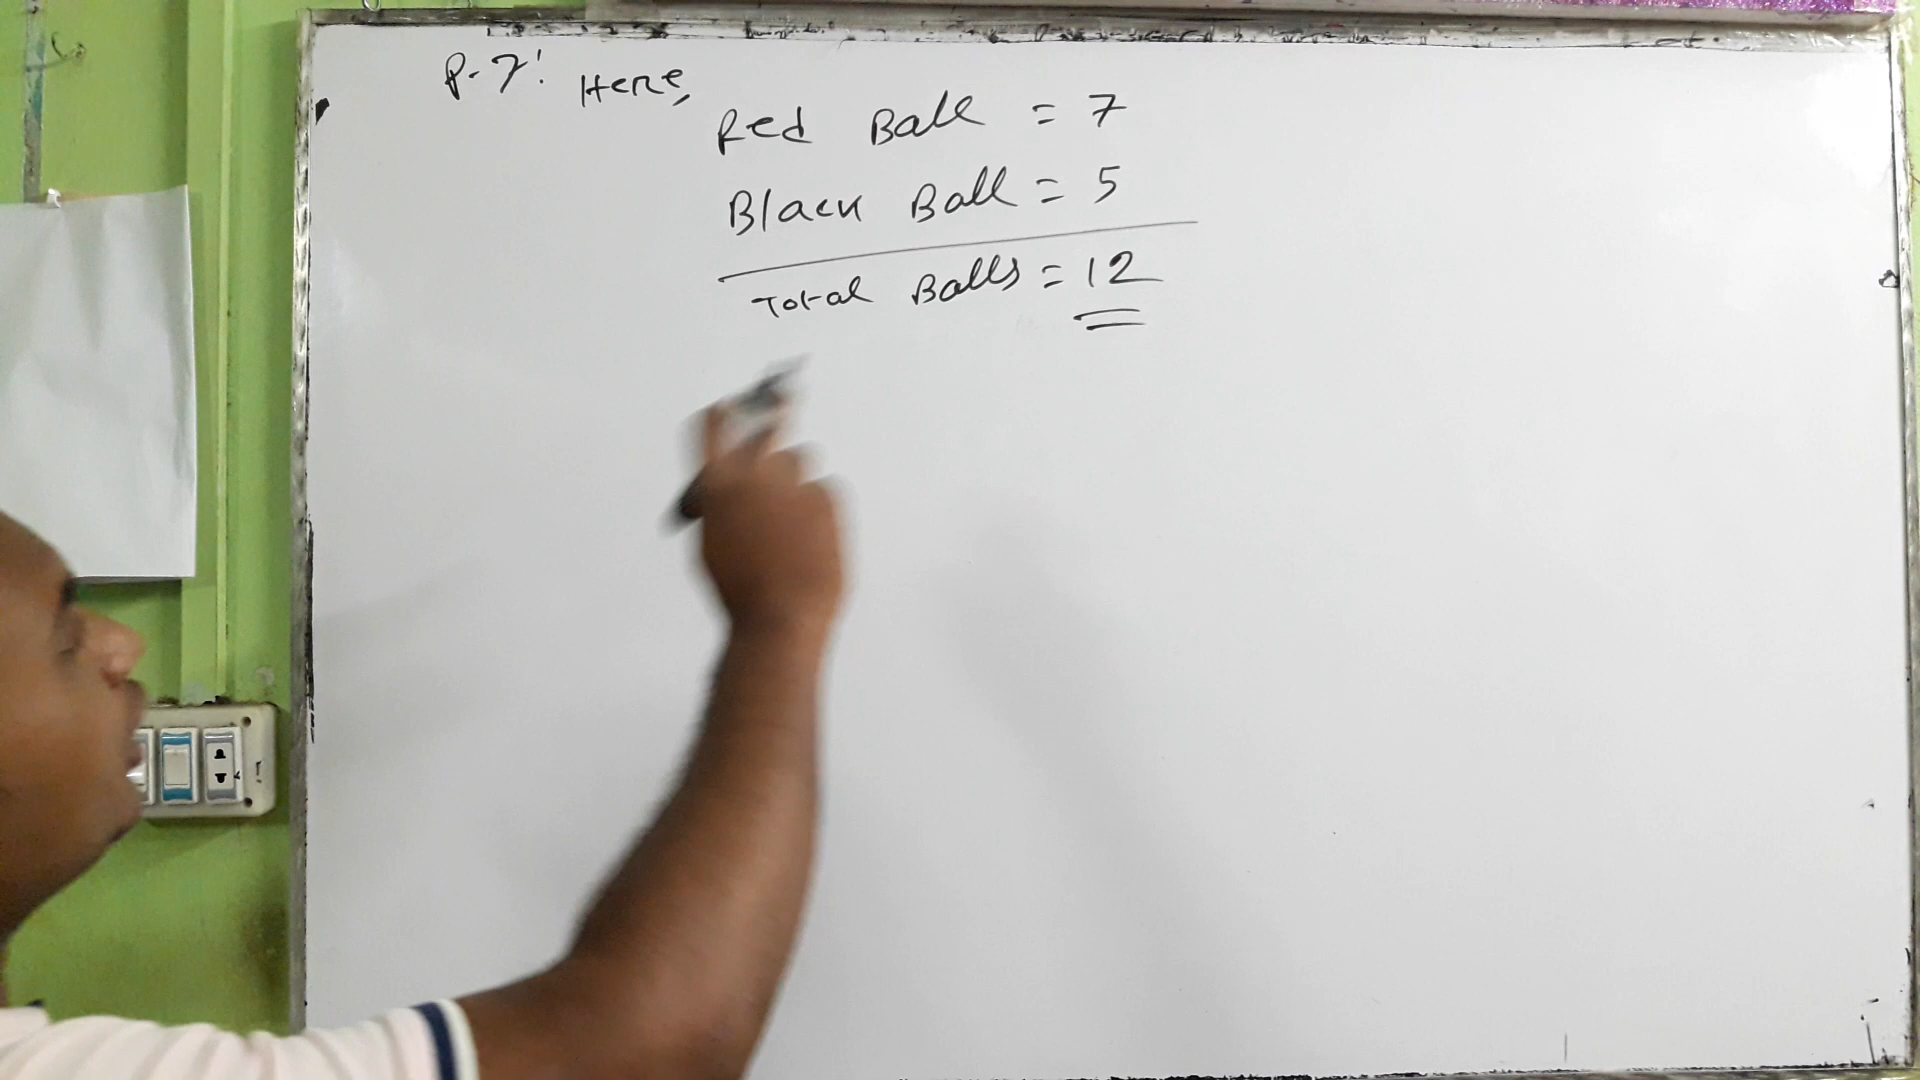 P-7: Here,
Red Ball = 7
Black Ball = 5
Total Balls = 12